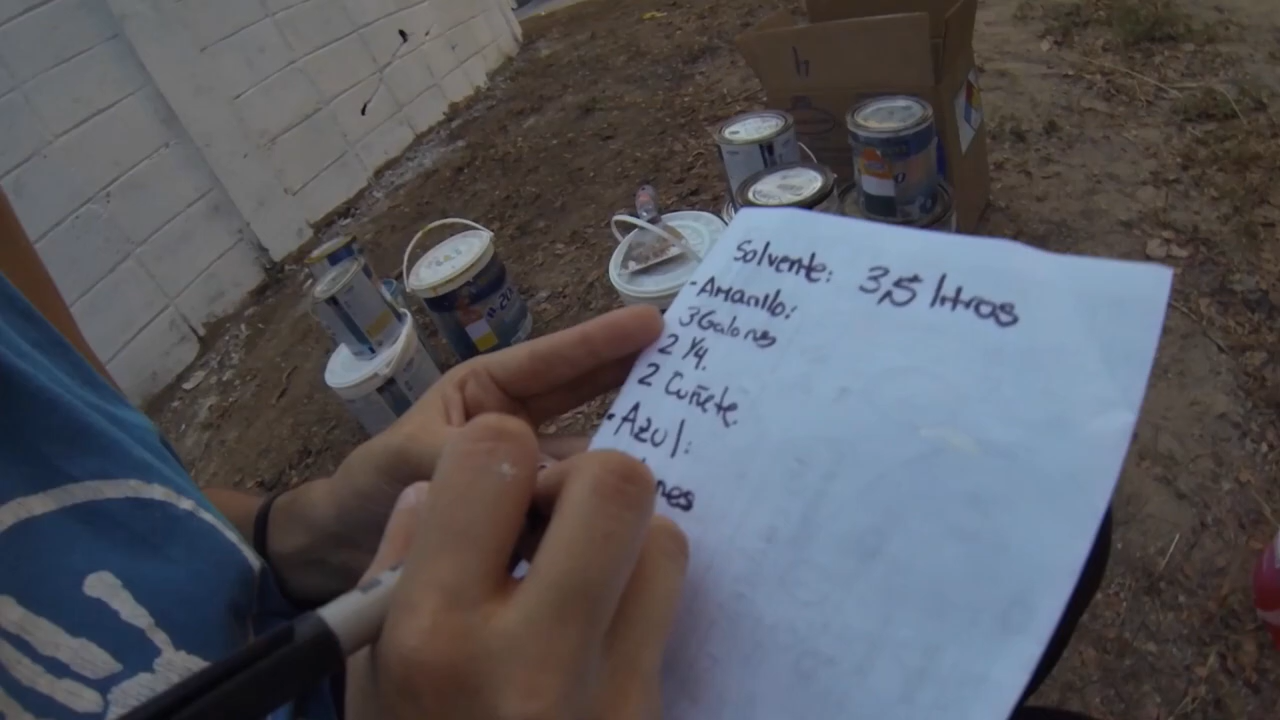 Solvente: 3,5 litros
• Amarillo:
3 Galones
2 1/4.
2 Cuñete.
• Azul: